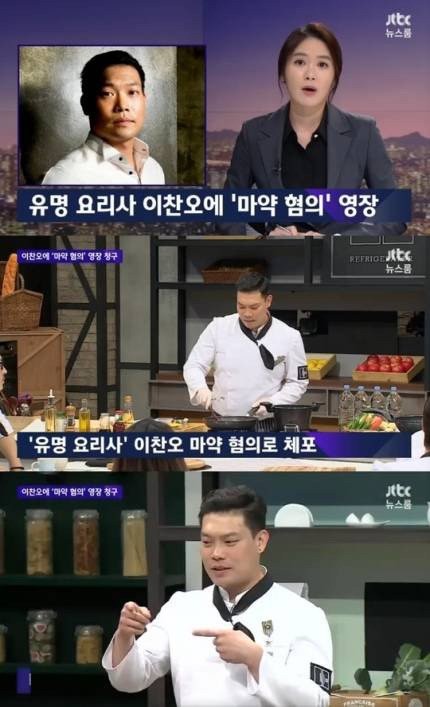 jtbc
뉴스룸
유명 요리사 이찬오에 '마약 혐의' 영장
이찬오에 '마약 혐의' 영장 청구
jtbc
뉴스룸
'유명 요리사' 이찬오 마약 혐의로 체포
이찬오에 '마약 혐의' 영장 청구
jtbc
뉴스룸
FRANÇAISE